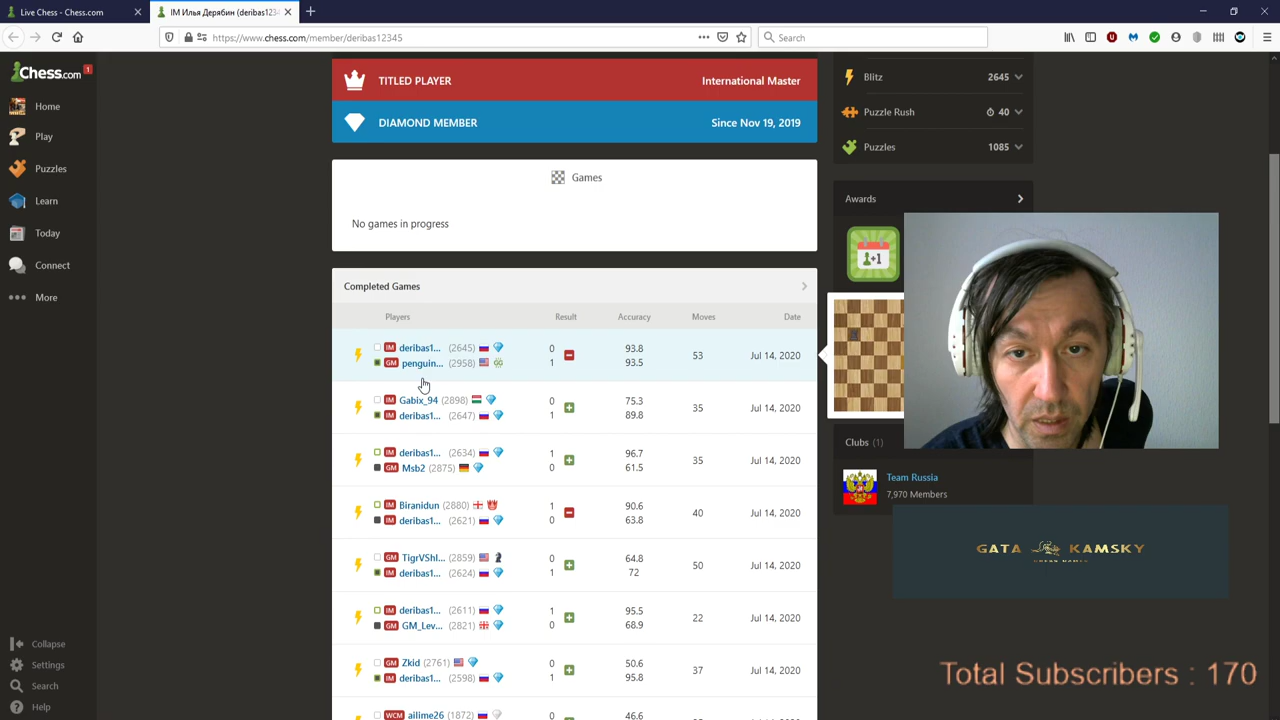 Live Chess - Chess.com
IM Илья Дерябин (deribas1234
https://www.chess.com/member/deribas12345
Search
Chess.com
1
Home
Play
Puzzles
Learn
Today
Connect
More
Collapse
Settings
Search
Help
TITLED PLAYER
International Master
DIAMOND MEMBER
Since Nov 19, 2019
Games
No games in progress
Completed Games
Players Result Accuracy Moves Date
IM deribas1... (2645) 0 93.8
GM penguin... (2958) 1 93.5
53 Jul 14, 2020
IM Gabix_94 (2898) 0 75.3
IM deribas1... (2647) 1 89.8
35 Jul 14, 2020
IM deribas1... (2634) 1 96.7
GM Msb2 (2875) 0 61.5
35 Jul 14, 2020
IM Biranidun (2880) 1 90.6
IM deribas1... (2621) 0 63.8
40 Jul 14, 2020
GM TigrVShl... (2859) 0 64.8
IM deribas1... (2624) 1 72
50 Jul 14, 2020
IM deribas1... (2611) 1 95.5
GM GM_Lev... (2821) 0 68.9
22 Jul 14, 2020
GM Zkid (2761) 0 50.6
IM deribas1... (2598) 1 95.8
37 Jul 14, 2020
WCM ailime26 (1872) 0 46.6
Blitz 2645
Puzzle Rush 40
Puzzles 1085
Awards
+1
Clubs (1)
Team Russia
7,970 Members
GATA KAMSKY
Total Subscribers : 170